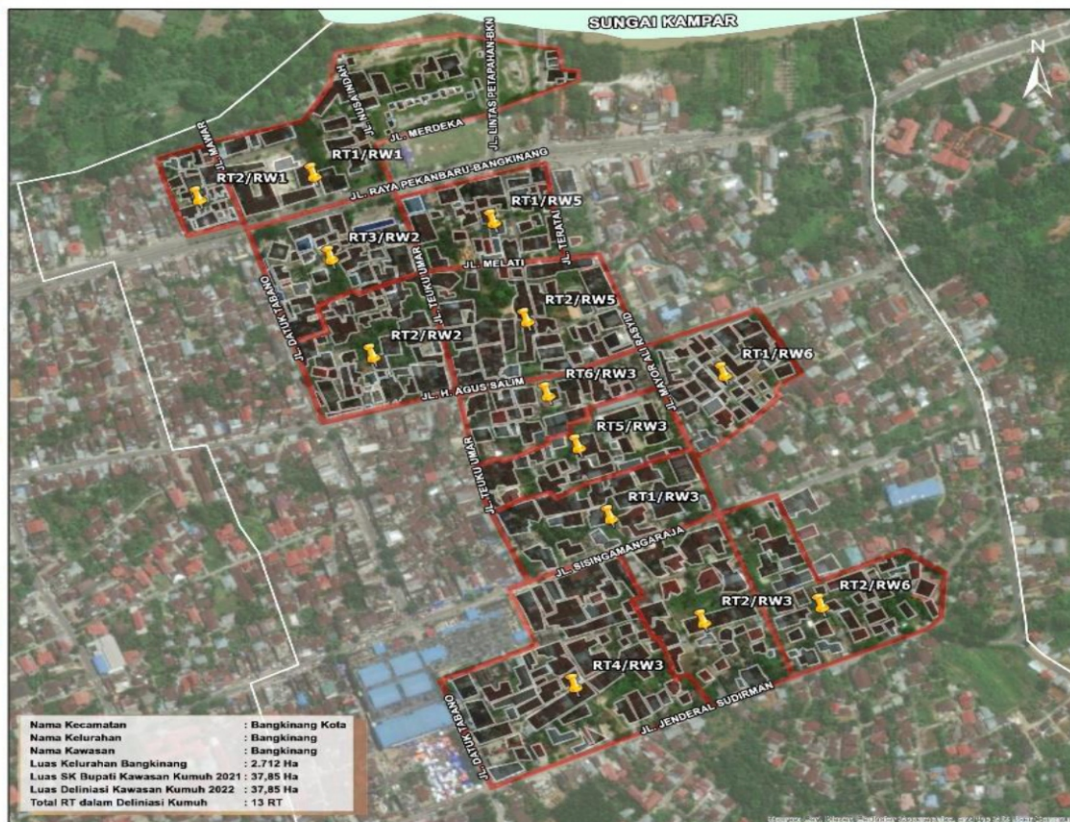 SUNGAI KAMPAR
N
JL. LINTAS PETAPAHAN-BKN
JL. NUSA INDAH
JL. MERDEKA
JL. MAWAR
RT1/RW1
RT2/RW1
JL. RAYA PEKANBARU-BANGKINANG
RT1/RW5
RT3/RW2
JL. TERATAI
JL. TEUKU UMAR
JL. MELATI
JL. DATUK TABANO
RT2/RW5
RT2/RW2
JL. MAYOR ALI RASYID
RT1/RW6
RT6/RW3
JL. H. AGUS SALIM
RT5/RW3
JL. TEUKU UMAR
RT1/RW3
JL. SISINGAMANGARAJA
RT2/RW6
RT2/RW3
RT4/RW3
JL. JENDERAL SUDIRMAN
JL. DATUK TABANO
Nama Kecamatan : Bangkinang Kota
Nama Kelurahan : Bangkinang
Nama Kawasan : Bangkinang
Luas Kelurahan Bangkinang : 2.712 Ha
Luas SK Bupati Kawasan Kumuh 2021 : 37,85 Ha
Luas Deliniasi Kawasan Kumuh 2022 : 37,85 Ha
Total RT dalam Deliniasi Kumuh : 13 RT